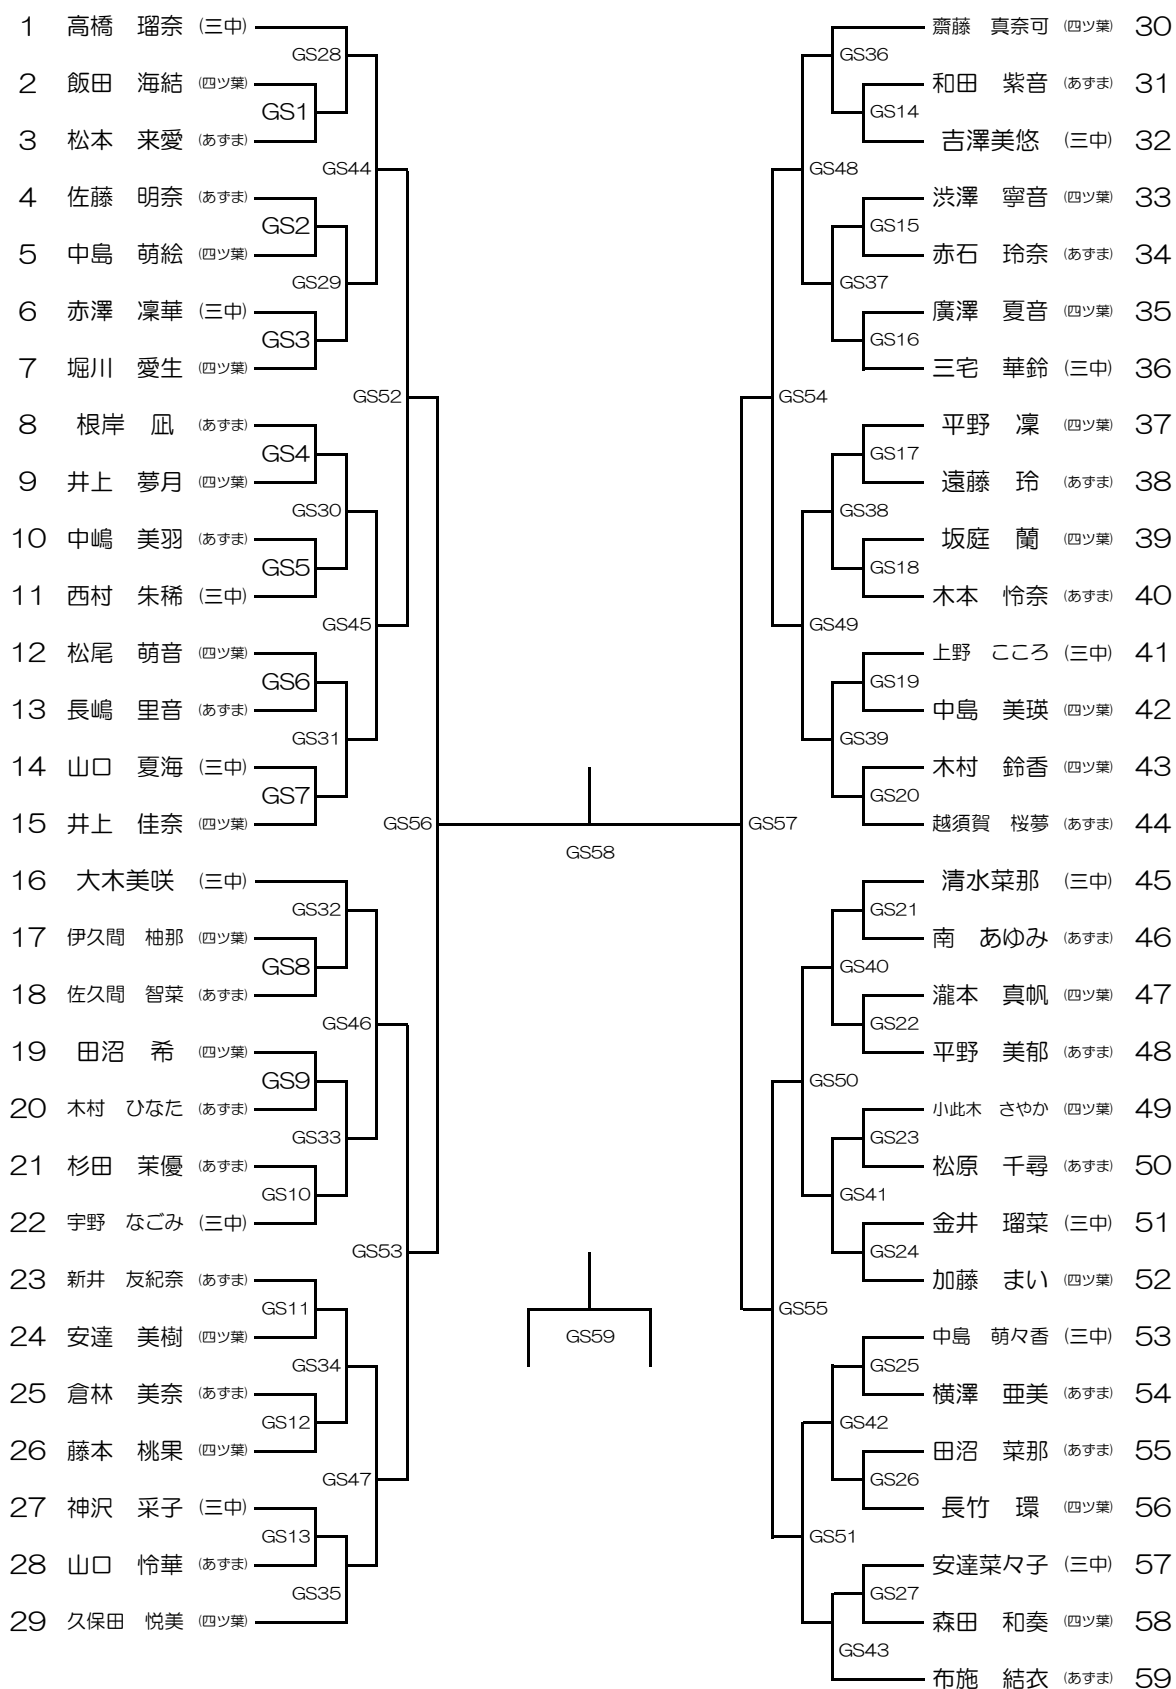 1 高橋 瑠奈 (三中)
GS28
2 飯田 海結 (四ツ葉)
GS1
3 松本 来愛 (あずま)
GS44
4 佐藤 明奈 (あずま)
GS2
5 中島 萌絵 (四ツ葉)
GS29
6 赤澤 凜華 (三中)
GS3
7 堀川 愛生 (四ツ葉)
GS52
8 根岸 凪 (あずま)
GS4
9 井上 夢月 (四ツ葉)
GS30
10 中嶋 美羽 (あずま)
GS5
11 西村 朱稀 (三中)
GS45
12 松尾 萌音 (四ツ葉)
GS6
13 長嶋 里音 (あずま)
GS31
14 山口 夏海 (三中)
GS7
15 井上 佳奈 (四ツ葉)
GS56
16 大木美咲 (三中)
GS32
17 伊久間 柚那 (四ツ葉)
GS8
18 佐久間 智菜 (あずま)
GS46
19 田沼 希 (四ツ葉)
GS9
20 木村 ひなた (あずま)
GS33
21 杉田 茉優 (あずま)
GS10
22 宇野 なごみ (三中)
GS53
23 新井 友紀奈 (あずま)
GS11
24 安達 美樹 (四ツ葉)
GS34
25 倉林 美奈 (あずま)
GS12
26 藤本 桃果 (四ツ葉)
GS47
27 神沢 采子 (三中)
GS13
28 山口 怜華 (あずま)
GS35
29 久保田 悦美 (四ツ葉)
GS58
GS59
齋藤 真奈可 (四ツ葉) 30
GS36
和田 紫音 (あずま) 31
GS14
吉澤美悠 (三中) 32
GS48
渋澤 寧音 (四ツ葉) 33
GS15
赤石 玲奈 (あずま) 34
GS37
廣澤 夏音 (四ツ葉) 35
GS16
三宅 華鈴 (三中) 36
GS54
平野 凜 (四ツ葉) 37
GS17
遠藤 玲 (あずま) 38
GS38
坂庭 蘭 (四ツ葉) 39
GS18
木本 怜奈 (あずま) 40
GS49
上野 こころ (三中) 41
GS19
中島 美瑛 (四ツ葉) 42
GS39
木村 鈴香 (四ツ葉) 43
GS20
越須賀 桜夢 (あずま) 44
GS57
清水菜那 (三中) 45
GS21
南 あゆみ (あずま) 46
GS40
瀧本 真帆 (四ツ葉) 47
GS22
平野 美郁 (あずま) 48
GS50
小此木 さやか (四ツ葉) 49
GS23
松原 千尋 (あずま) 50
GS41
金井 瑠菜 (三中) 51
GS24
加藤 まい (四ツ葉) 52
GS55
中島 萌々香 (三中) 53
GS25
横澤 亜美 (あずま) 54
GS42
田沼 菜那 (あずま) 55
GS26
長竹 環 (四ツ葉) 56
GS51
安達菜々子 (三中) 57
GS27
森田 和奏 (四ツ葉) 58
GS43
布施 結衣 (あずま) 59